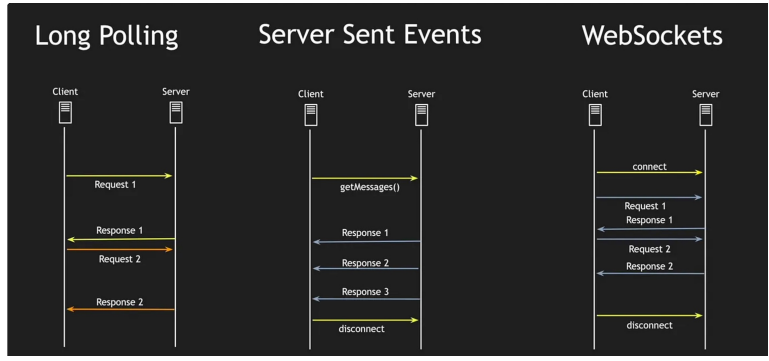 Long Polling
Client
Server
Request 1
Response 1
Request 2
Response 2
Server Sent Events
Client
Server
getMessages()
Response 1
Response 2
Response 3
disconnect
WebSockets
Client
Server
connect
Request 1
Response 1
Request 2
Response 2
disconnect